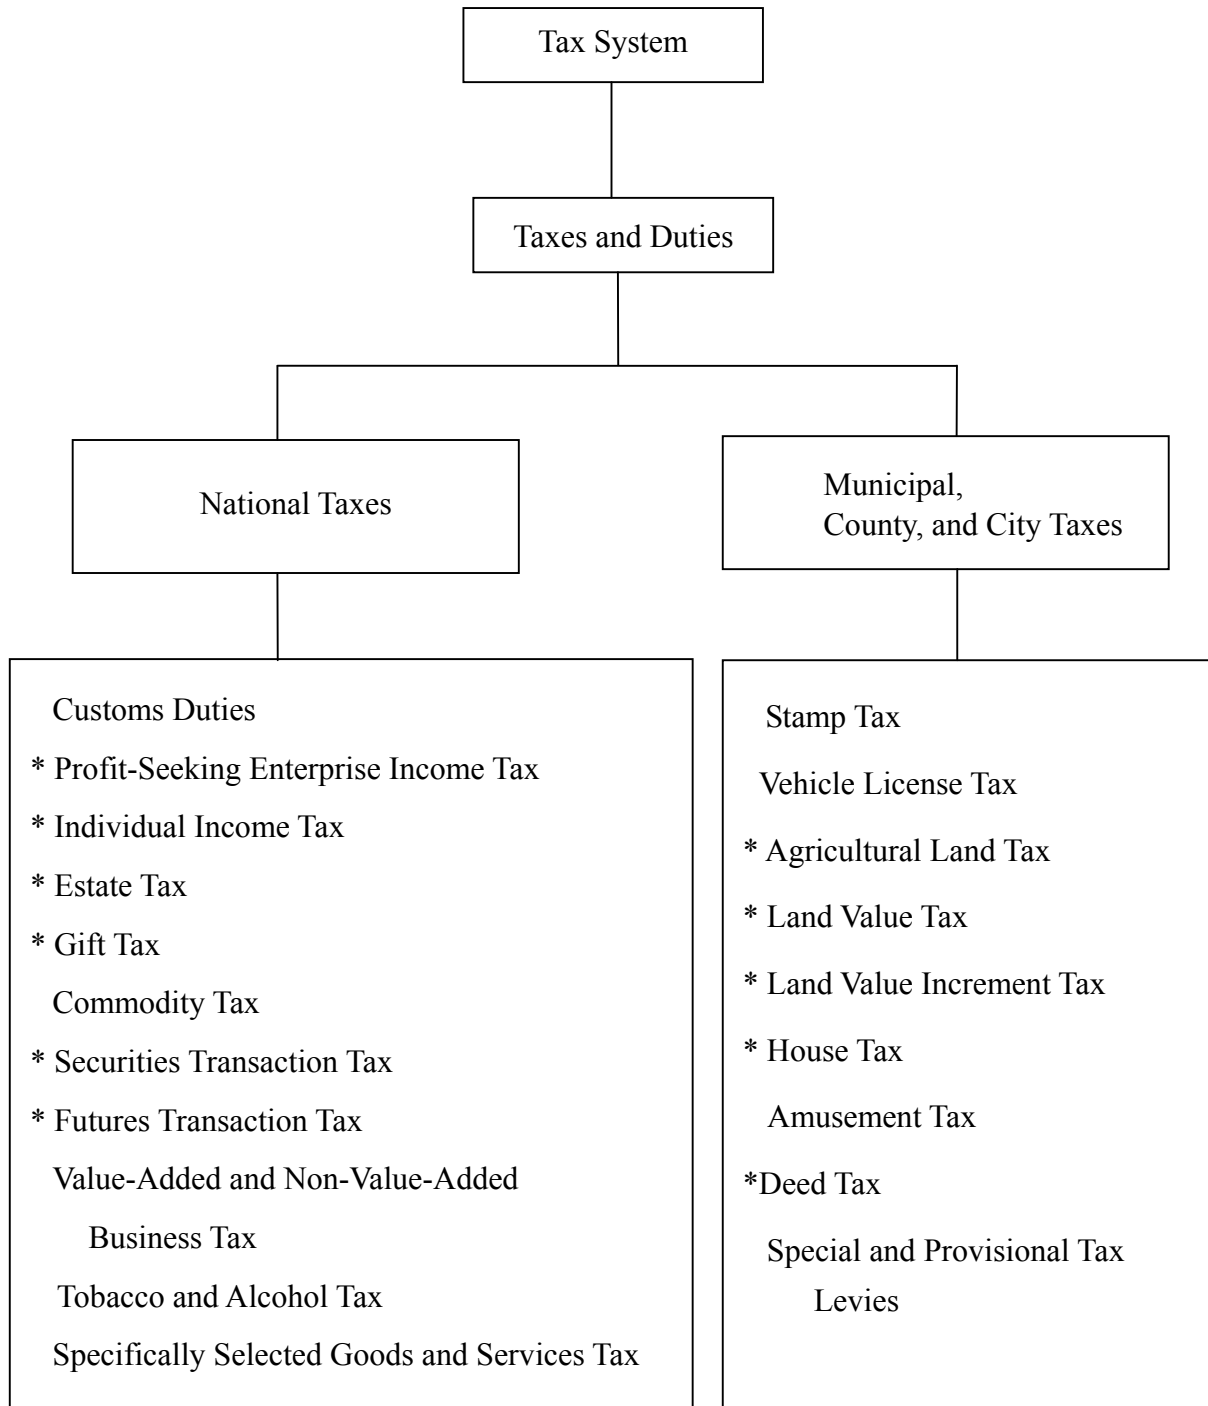 Tax System
Taxes and Duties
National Taxes
Municipal,
County, and City Taxes
Customs Duties
* Profit-Seeking Enterprise Income Tax
* Individual Income Tax
* Estate Tax
* Gift Tax
Commodity Tax
* Securities Transaction Tax
* Futures Transaction Tax
Value-Added and Non-Value-Added
Business Tax
Tobacco and Alcohol Tax
Specifically Selected Goods and Services Tax
Stamp Tax
Vehicle License Tax
* Agricultural Land Tax
* Land Value Tax
* Land Value Increment Tax
* House Tax
Amusement Tax
*Deed Tax
Special and Provisional Tax
Levies